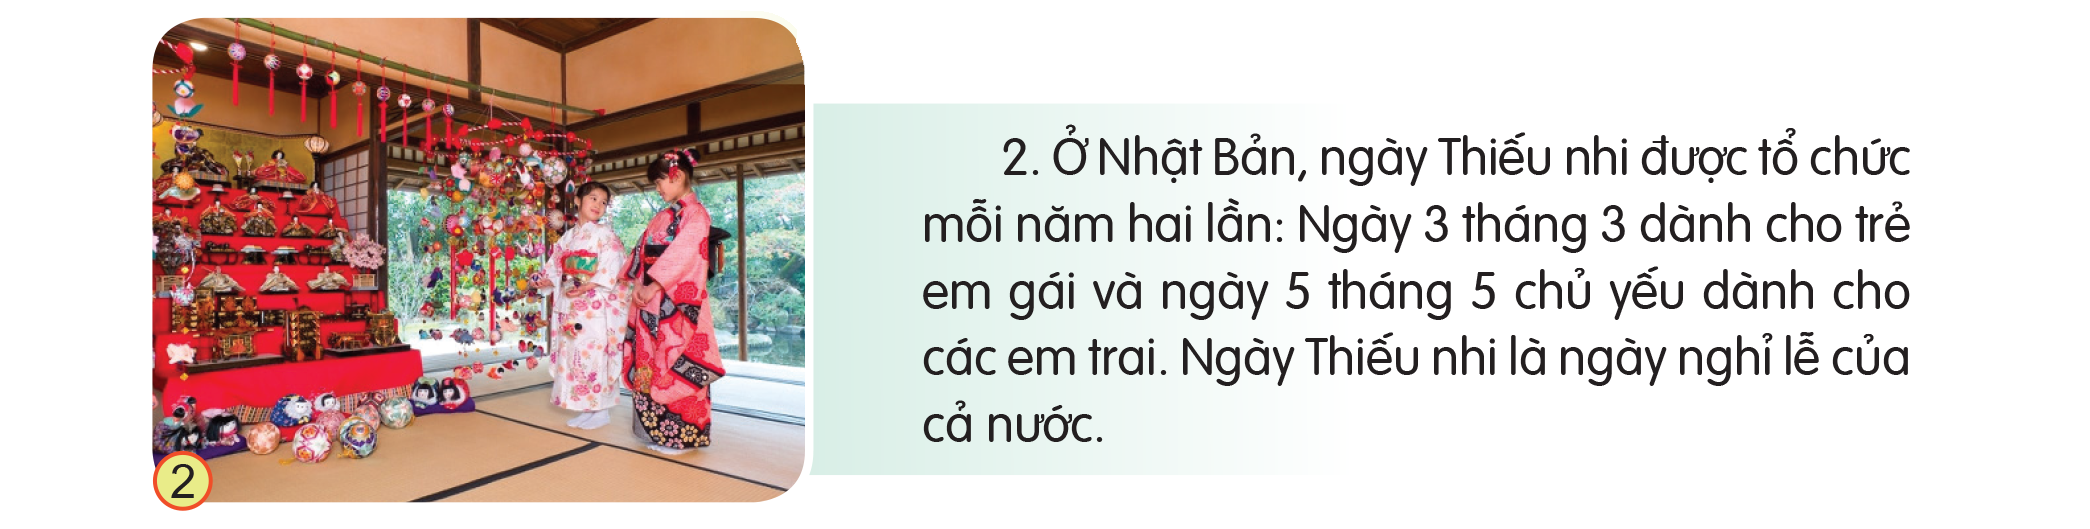 2. Ở Nhật Bản, ngày Thiếu nhi được tổ chức
mỗi năm hai lần: Ngày 3 tháng 3 dành cho trẻ
em gái và ngày 5 tháng 5 chủ yếu dành cho
các em trai. Ngày Thiếu nhi là ngày nghỉ lễ của
cả nước.
2